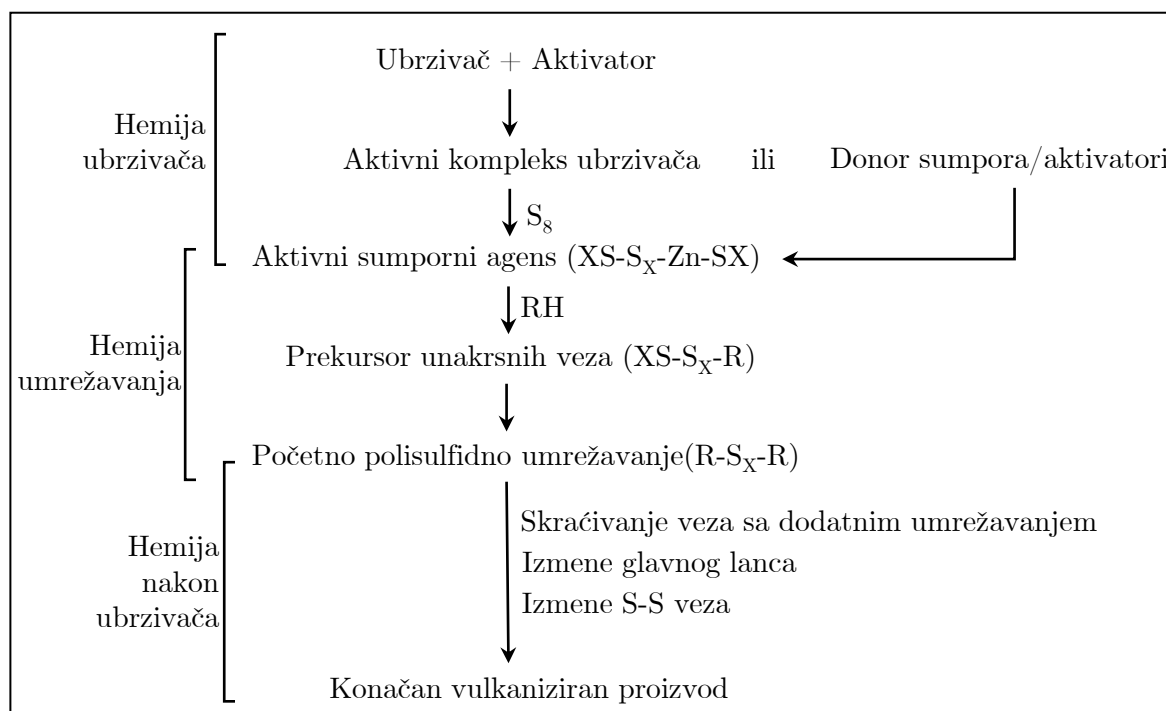 Ubrzivač + Aktivator
Hemija
ubrzivača
Aktivni kompleks ubrzivača ili Donor sumpora/aktivatori
S₈
Aktivni sumporni agens (XS-Sₓ-Zn-SX)
RH
Hemija
umrežavanja
Prekursor unakrsnih veza (XS-Sₓ-R)
Početno polisulfidno umrežavanje(R-Sₓ-R)
Hemija
nakon
ubrzivača
Skraćivanje veza sa dodatnim umrežavanjem
Izmene glavnog lanca
Izmene S-S veza
Konačan vulkaniziran proizvod